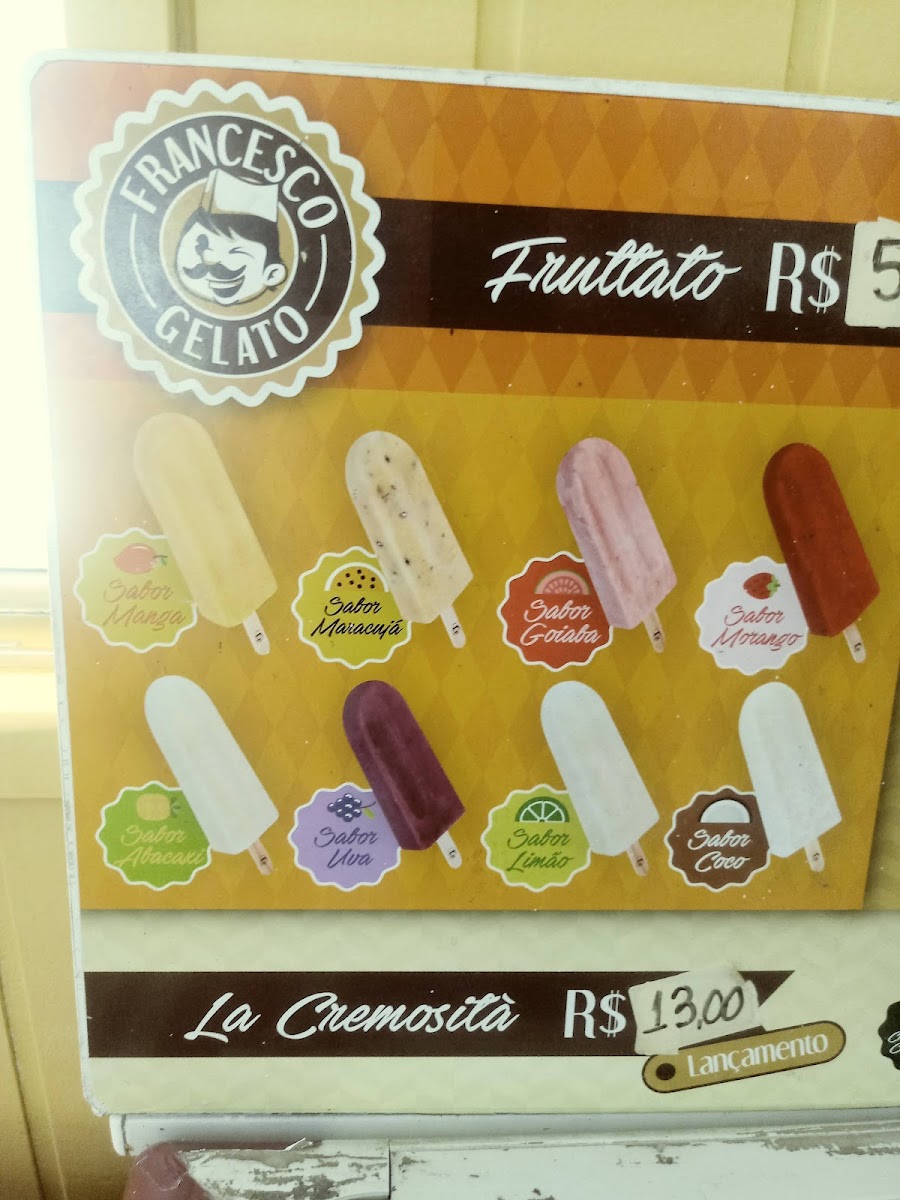 FRANCESCO
GELATO
Fruttato R$ 5
Sabor
Manga
Sabor
Maracujá
Sabor
Goiaba
Sabor
Morango
Sabor
Abacaxi
Sabor
Uva
Sabor
Limão
Sabor
Coco
La Cremosità R$ 13,00
Lançamento